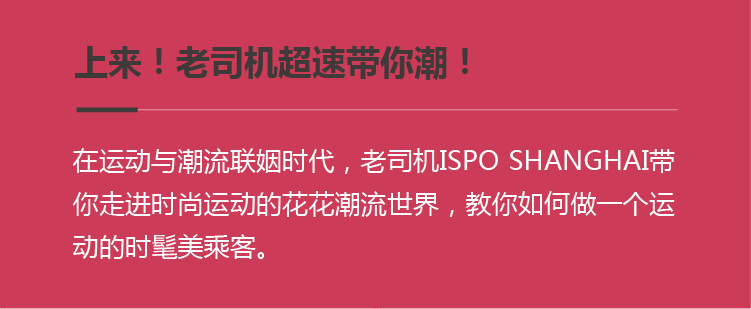 上来！老司机超速带你潮！
在运动与潮流联姻时代，老司机ISPO SHANGHAI带
你走进时尚运动的花花潮流世界，教你如何做一个运
动的时髦美乘客。